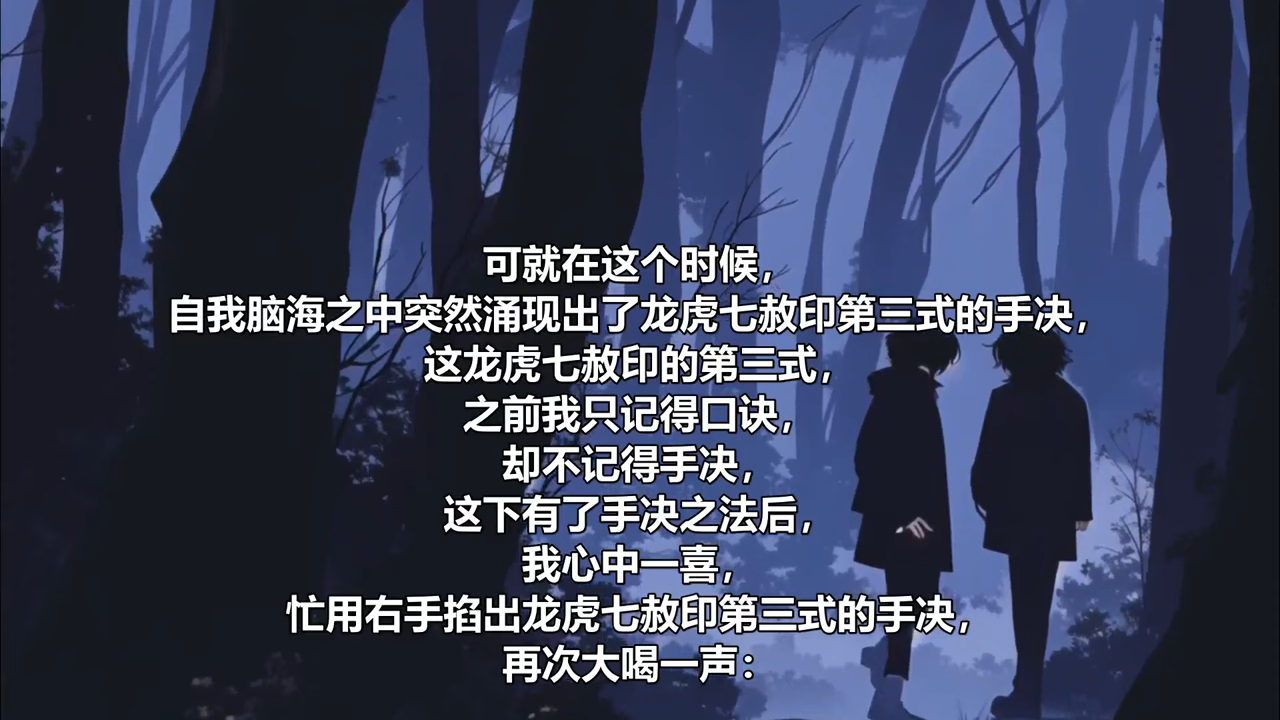 可就在这个时候，
自我脑海之中突然涌现出了龙虎七赦印第三式的手决，
这龙虎七赦印的第三式，
之前我只记得口诀，
却不记得手决，
这下有了手决之法后，
我心中一喜，
忙用右手掐出龙虎七赦印第三式的手决，
再次大喝一声：